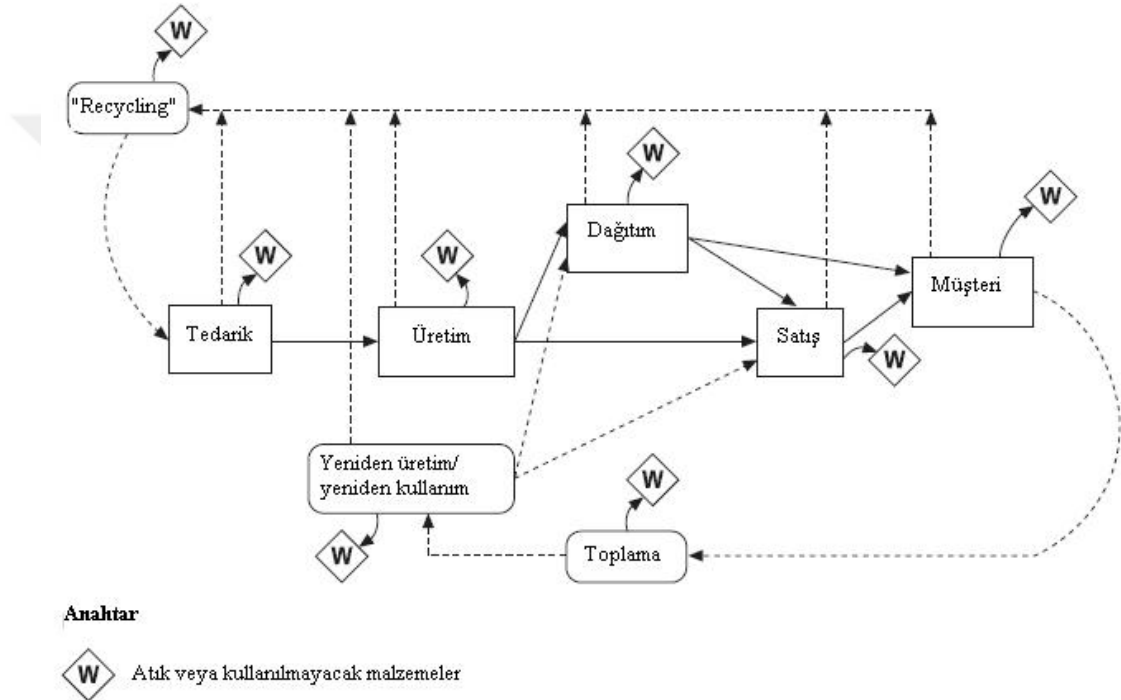 W
"Recycling"
W
Dağıtım
W
Müşteri
W
Tedarik
W
Üretim
Satış
W
Yeniden üretim/
yeniden kullanım
W
W
Toplama
Anahtar
W Atık veya kullanılmayacak malzemeler